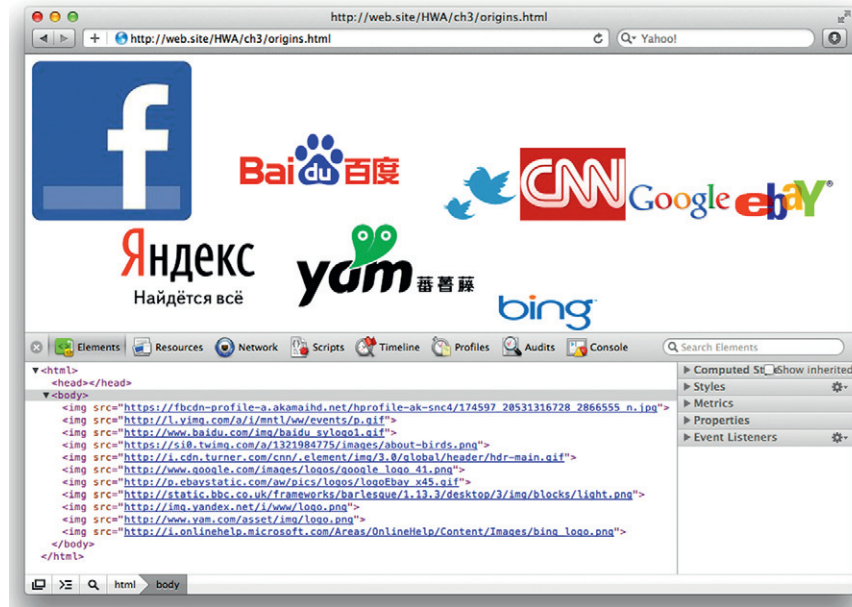 http://web.site/HWA/ch3/origins.html
http://web.site/HWA/ch3/origins.html
Yahoo!
f
Bai du 百度
CNN
Google
ebaY®
Яндекс
Найдётся всё
yam 蕃薯藤
bing™
Elements Resources Network Scripts Timeline Profiles Audits Console Search Elements
▼<html>
<head></head>
▼<body>
<img src="https://fbcdn-profile-a.akamaihd.net/hprofile-ak-snc4/174597_20531316728_2866555_n.jpg">
<img src="http://l.yimg.com/a/i/mntl/ww/events/p.gif">
<img src="http://www.baidu.com/img/baidu_sylogo1.gif">
<img src="https://si0.twimg.com/a/1321984775/images/about-birds.png">
<img src="http://i.cdn.turner.com/cnn/.element/img/3.0/global/header/hdr-main.gif">
<img src="http://www.google.com/images/logos/google_logo_41.png">
<img src="http://p.ebaystatic.com/aw/pics/logos/logoEbay_x45.gif">
<img src="http://static.bbc.co.uk/frameworks/barlesque/1.13.3/desktop/3/img/blocks/light.png">
<img src="http://img.yandex.net/i/www/logo.png">
<img src="http://www.yam.com/asset/img/logo.png">
<img src="http://i.onlinehelp.microsoft.com/Areas/OnlineHelp/Content/Images/bing_logo.png">
</body>
</html>
Computed St Show inherited
Styles
Metrics
Properties
Event Listeners
html body